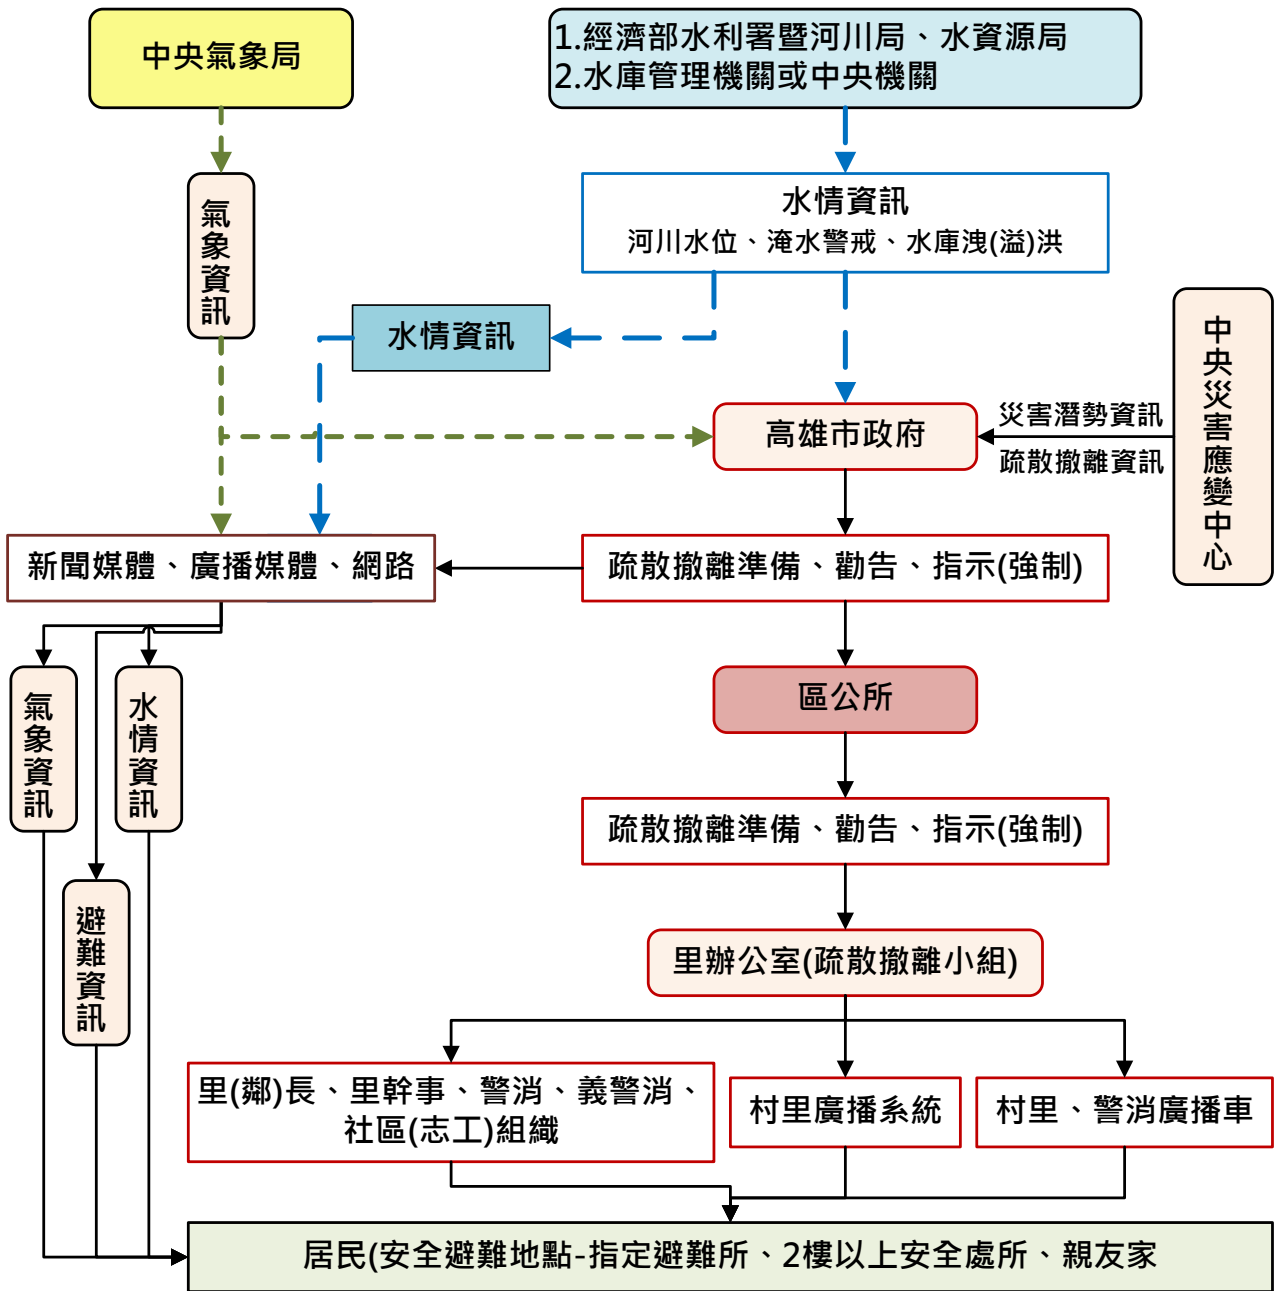 中央氣象局
1.經濟部水利署暨河川局、水資源局
2.水庫管理機關或中央機關
氣象資訊
水情資訊
河川水位、淹水警戒、水庫洩(溢)洪
水情資訊
中央災害應變中心
高雄市政府
災害潛勢資訊
疏散撤離資訊
新聞媒體、廣播媒體、網路
疏散撤離準備、勸告、指示(強制)
氣象資訊
水情資訊
區公所
疏散撤離準備、勸告、指示(強制)
避難資訊
里辦公室(疏散撤離小組)
里(鄰)長、里幹事、警消、義警消、
社區(志工)組織
村里廣播系統
村里、警消廣播車
居民(安全避難地點-指定避難所、2樓以上安全處所、親友家